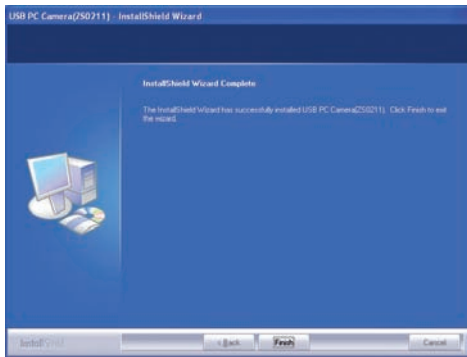 USB PC Camera(ZS0211) - InstallShield Wizard
InstallShield Wizard Complete
The InstallShield Wizard has successfully installed USB PC Camera(ZS0211). Click Finish to exit
the wizard.
InstallShield
< Back
Finish
Cancel